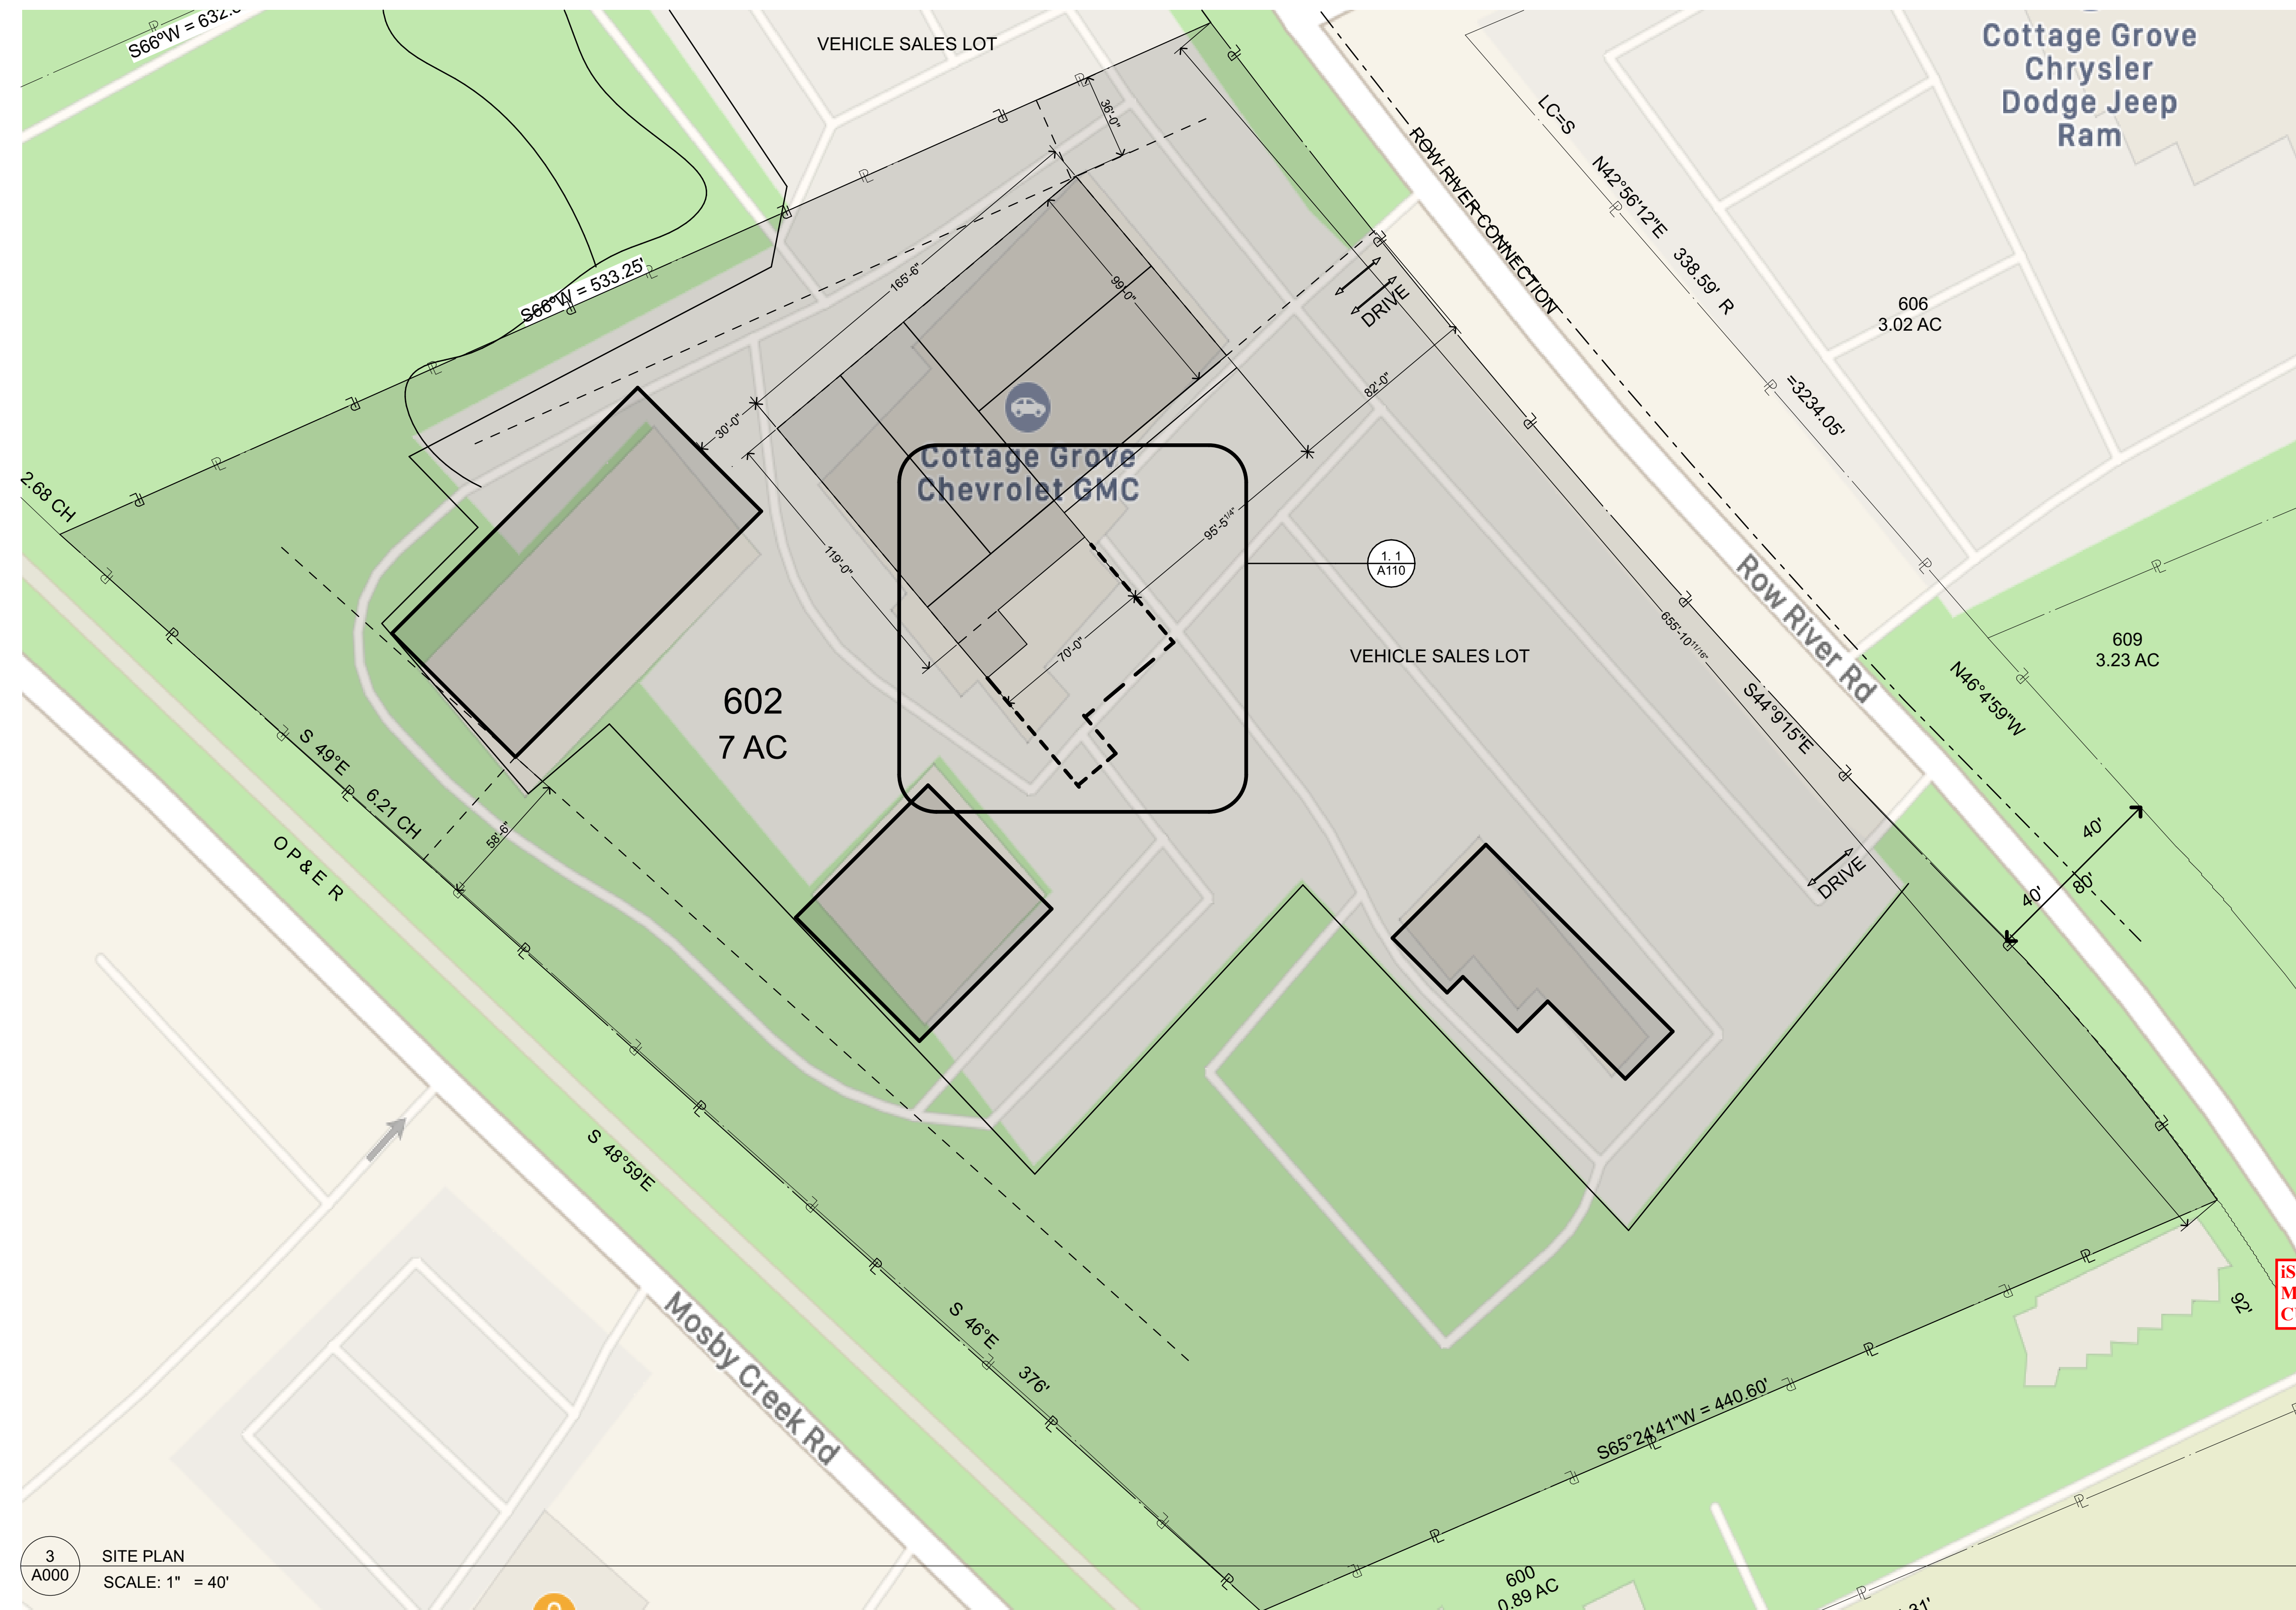 S66°W = 632.
VEHICLE SALES LOT
Cottage Grove
Chrysler
Dodge Jeep
Ram
36'-0"
LC=S
N42°56'12"E
338.59' R
=3234.05'
ROW RIVER CONNECTION
606
3.02 AC
S66°W = 533.25'
165'-6"
99'-0"
DRIVE
82'-0"
30'-0"
Cottage Grove
Chevrolet GMC
2.68 CH
119'-0"
95'-5 1/4"
1. 1
A110
70'-0"
VEHICLE SALES LOT
655'-10 11/16"
Row River Rd
609
3.23 AC
N46°4'59"W
S44°9'15"E
602
7 AC
S 49°E
6.21 CH
58'-6"
O P & E R
DRIVE
40'
40'
80'
S 48°59'E
Mosby Creek Rd
S 46°E
376'
S65°24'41"W = 440.60'
92'
iS
M
3
A000
SITE PLAN
SCALE: 1" = 40'
600
0.89 AC
31'